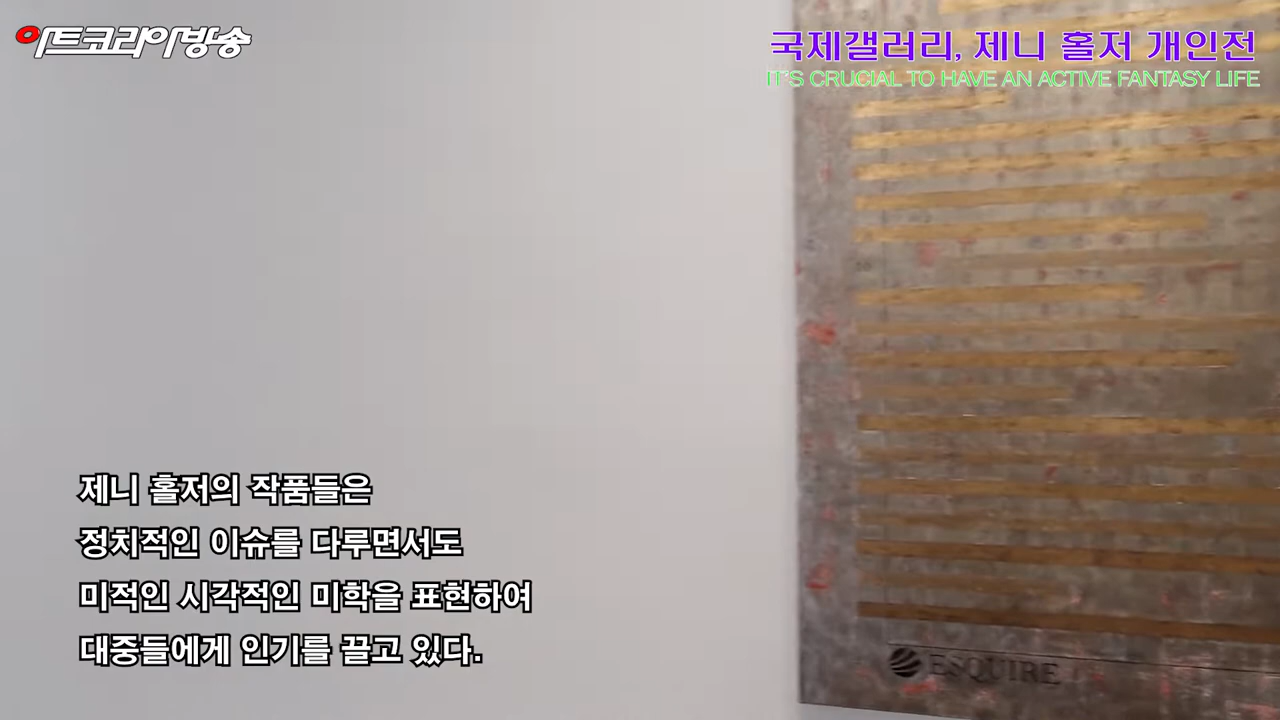 아트코리아방송
국제갤러리, 제니 홀저 개인전
IT'S CRUCIAL TO HAVE AN ACTIVE FANTASY LIFE
제니 홀저의 작품들은
정치적인 이슈를 다루면서도
미적인 시각적인 미학을 표현하여
대중들에게 인기를 끌고 있다.
ESQUIRE